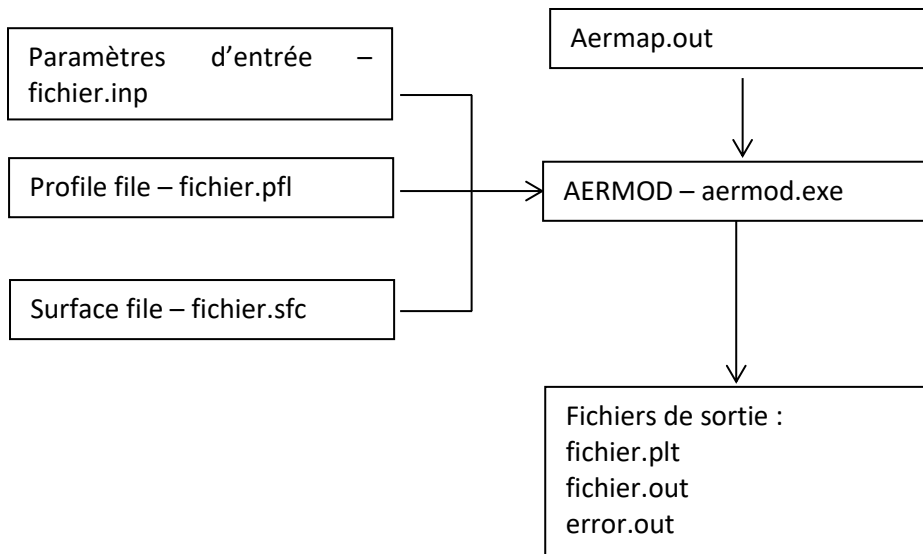 Paramètres d'entrée –
fichier.inp
Aermap.out
Profile file – fichier.pfl
AERMOD – aermod.exe
Surface file – fichier.sfc
Fichiers de sortie :
fichier.plt
fichier.out
error.out